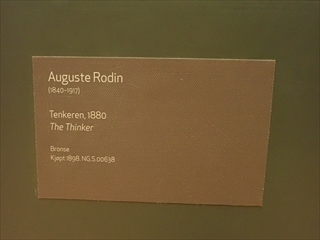 Auguste Rodin
(1840-1917)
Tenkeren, 1880
The Thinker
Bronse
Kjøpt 1898. NG.S.00638